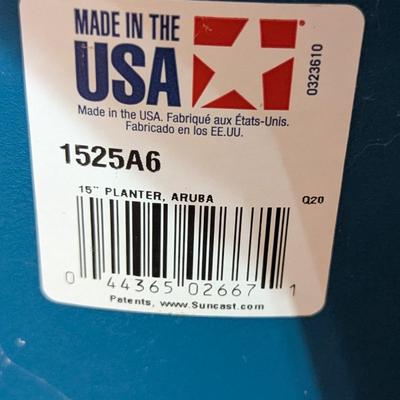 MADE IN THE
USA
Made in the USA. Fabriqué aux États-Unis.
Fabricado en los EE.UU.
0323610
1525A6
15" PLANTER, ARUBA
Q20
0 44365 02667 1
Patents, www.Suncast.com